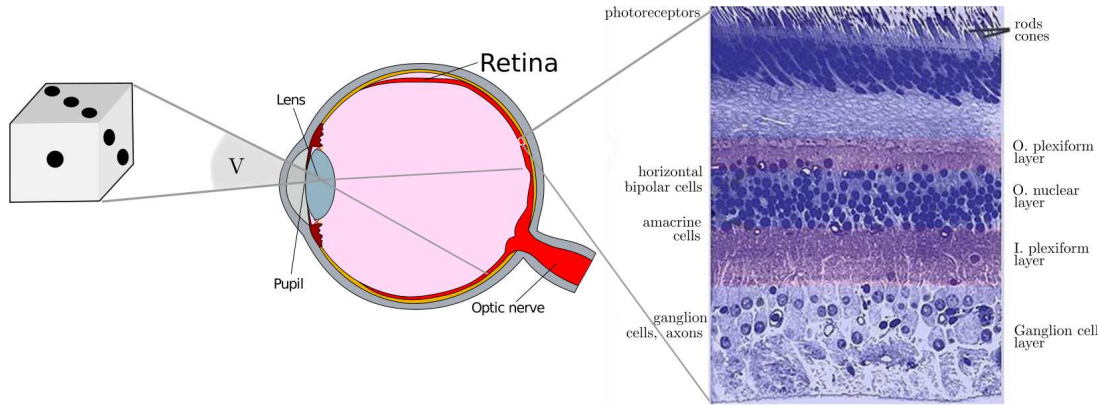 photoreceptors
rods
cones
Retina
Lens
V
O. plexiform
layer
horizontal
bipolar cells
O. nuclear
layer
amacrine
cells
I. plexiform
layer
Pupil
Optic nerve
ganglion
cells, axons
Ganglion cell
layer